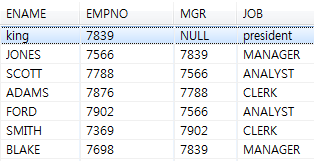 ENAME EMPNO MGR JOB
king 7839 NULL president
JONES 7566 7839 MANAGER
SCOTT 7788 7566 ANALYST
ADAMS 7876 7788 CLERK
FORD 7902 7566 ANALYST
SMITH 7369 7902 CLERK
BLAKE 7698 7839 MANAGER